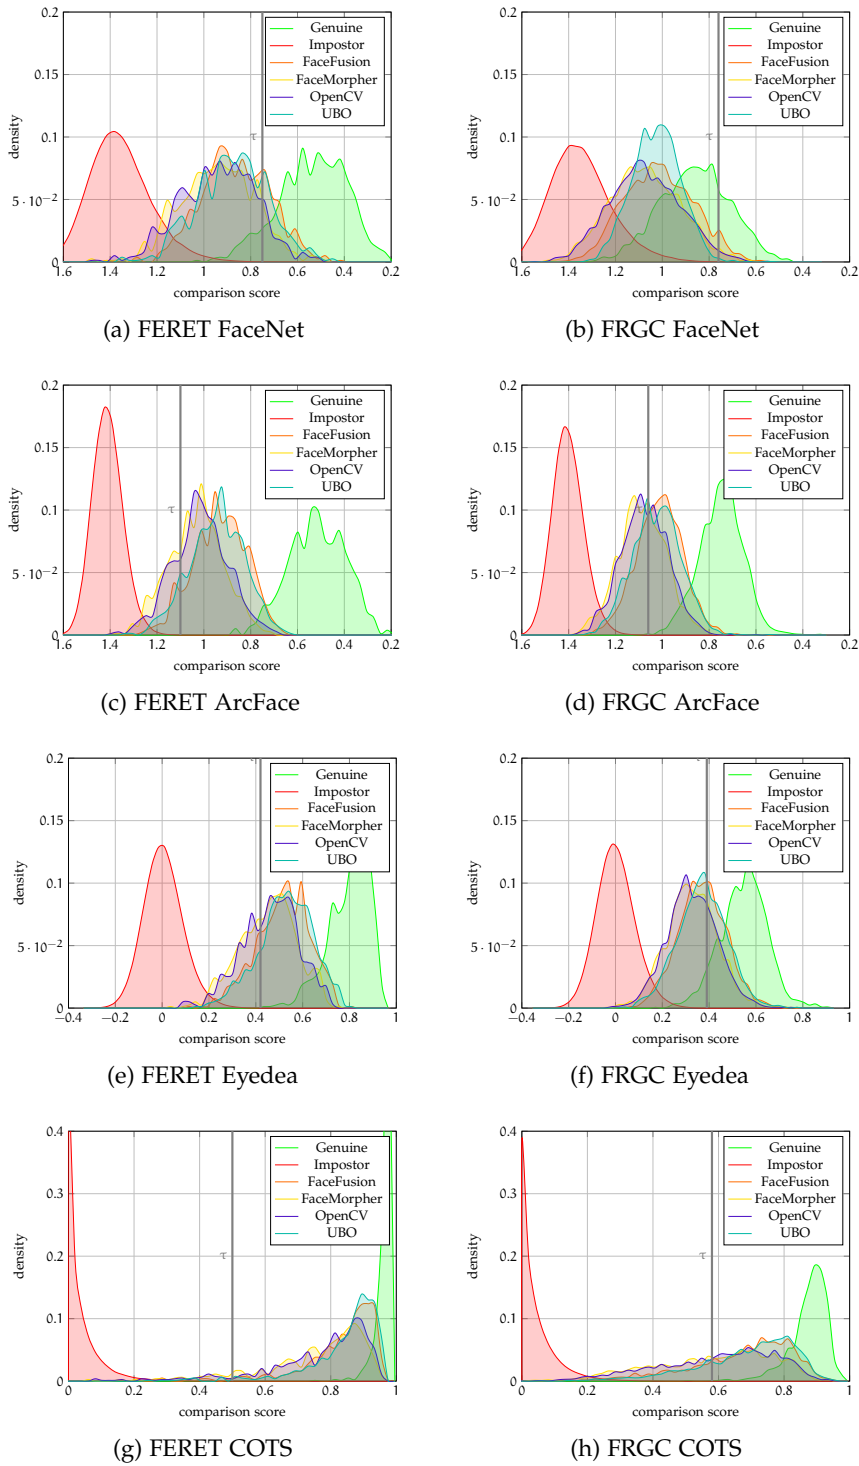 0.2
0.15
0.1
5 · 10⁻²
0
density
τ
Genuine
Impostor
FaceFusion
FaceMorpher
OpenCV
UBO
1.6 1.4 1.2 1 0.8 0.6 0.4 0.2
comparison score
(a) FERET FaceNet
0.2
0.15
0.1
5 · 10⁻²
0
density
τ
Genuine
Impostor
FaceFusion
FaceMorpher
OpenCV
UBO
1.6 1.4 1.2 1 0.8 0.6 0.4 0.2
comparison score
(b) FRGC FaceNet
0.2
0.15
0.1
5 · 10⁻²
0
density
τ
Genuine
Impostor
FaceFusion
FaceMorpher
OpenCV
UBO
1.6 1.4 1.2 1 0.8 0.6 0.4 0.2
comparison score
(c) FERET ArcFace
0.2
0.15
0.1
5 · 10⁻²
0
density
τ
Genuine
Impostor
FaceFusion
FaceMorpher
OpenCV
UBO
1.6 1.4 1.2 1 0.8 0.6 0.4 0.2
comparison score
(d) FRGC ArcFace
0.2
0.15
0.1
5 · 10⁻²
0
density
Genuine
Impostor
FaceFusion
FaceMorpher
OpenCV
UBO
−0.4 −0.2 0 0.2 0.4 0.6 0.8 1
comparison score
(e) FERET Eyedea
0.2
0.15
0.1
5 · 10⁻²
0
density
Genuine
Impostor
FaceFusion
FaceMorpher
OpenCV
UBO
−0.4 −0.2 0 0.2 0.4 0.6 0.8 1
comparison score
(f) FRGC Eyedea
0.4
0.3
0.2
0.1
0
density
τ
Genuine
Impostor
FaceFusion
FaceMorpher
OpenCV
UBO
0 0.2 0.4 0.6 0.8 1
comparison score
(g) FERET COTS
0.4
0.3
0.2
0.1
0
density
τ
Genuine
Impostor
FaceFusion
FaceMorpher
OpenCV
UBO
0 0.2 0.4 0.6 0.8 1
comparison score
(h) FRGC COTS